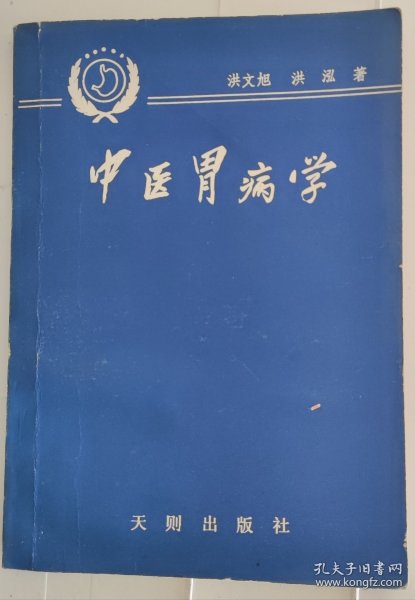 洪文旭 洪泓 著
中医胃病学
天则出版社
孔夫子旧书网
www.kongfz.com